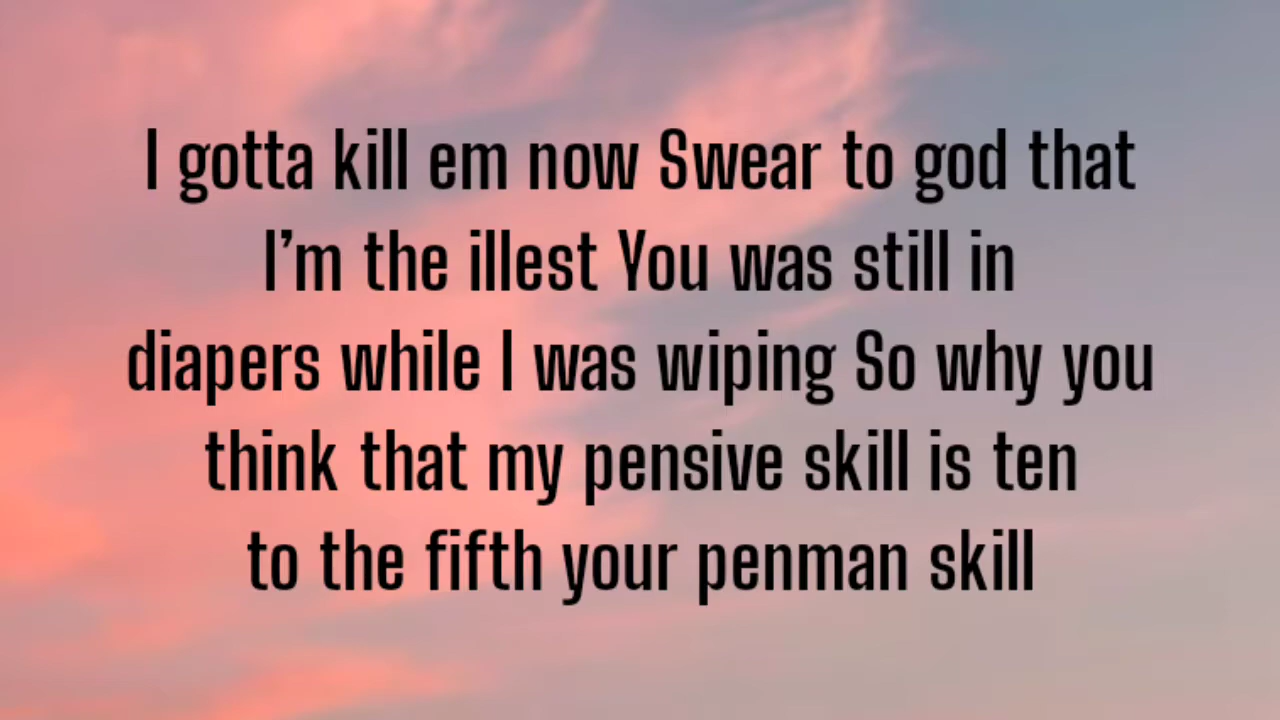 I gotta kill em now Swear to god that
I’m the illest You was still in
diapers while I was wiping So why you
think that my pensive skill is ten
to the fifth your penman skill